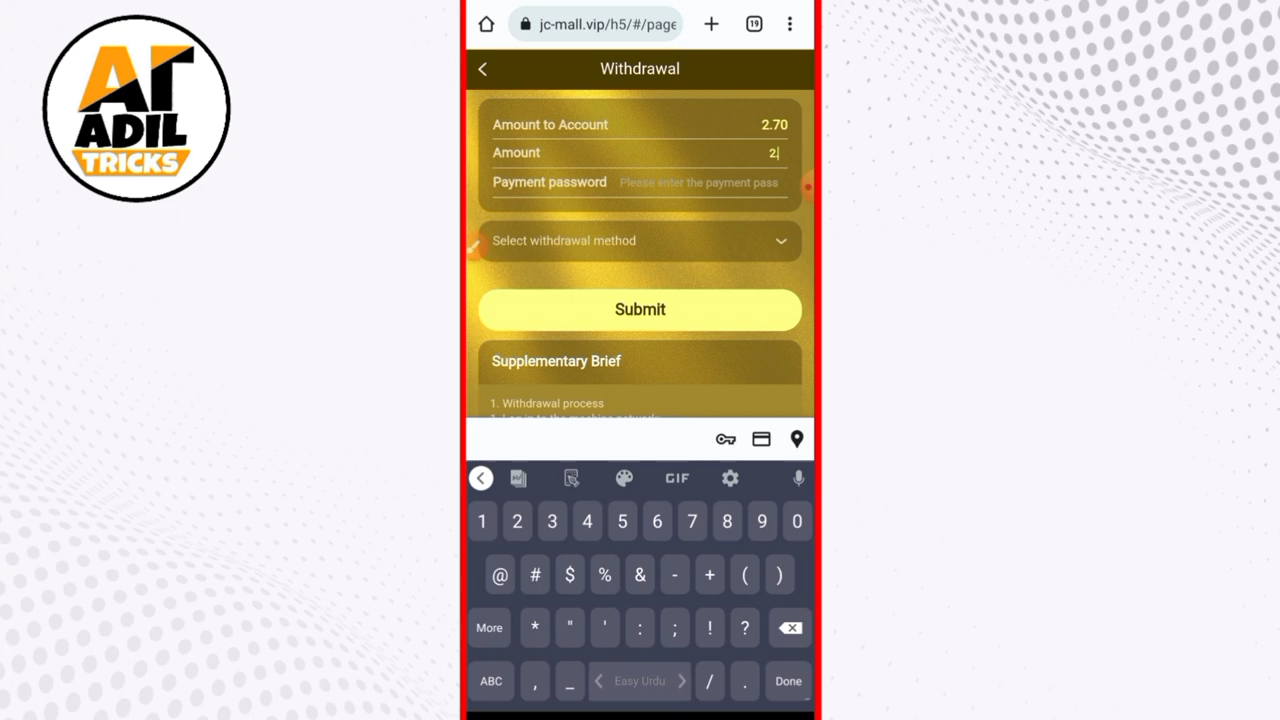 AT
ADIL
TRICKS
jc-mall.vip/h5/#/page
19
Withdrawal
Amount to Account 2.70
Amount 2
Payment password Please enter the payment pass
Select withdrawal method
Submit
Supplementary Brief
1. Withdrawal process
GIF
1 2 3 4 5 6 7 8 9 0
@ # $ % & - + ( )
More * " ' : ; ! ?
ABC , _ Easy Urdu / . Done